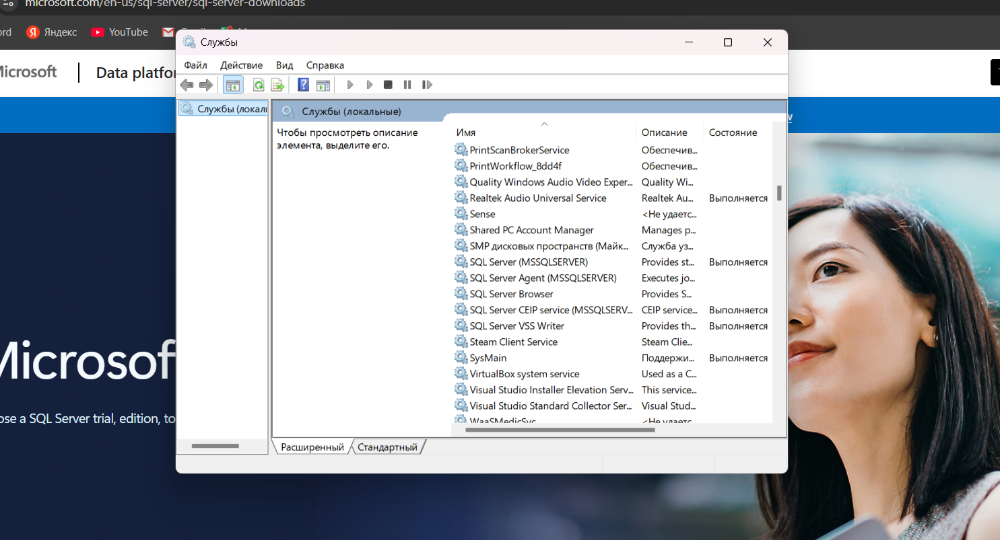 microsoft.com/en-us/sql-server/sql-server-downloads
ord Яндекс YouTube
Службы
Файл Действие Вид Справка
Microsoft Data platfor
Службы (локаль
Службы (локальные)
Чтобы просмотреть описание
элемента, выделите его.
Имя Описание Состояние
PrintScanBrokerService Обеспечив...
PrintWorkflow_8dd4f Обеспечив...
Quality Windows Audio Video Exper... Quality Wi...
Realtek Audio Universal Service Realtek Au... Выполняется
Sense <Не удаетс...
Shared PC Account Manager Manages p...
SMP дисковых пространств (Майк... Служба уз...
SQL Server (MSSQLSERVER) Provides st... Выполняется
SQL Server Agent (MSSQLSERVER) Executes jo...
SQL Server Browser Provides S...
SQL Server CEIP service (MSSQLSERV... CEIP service... Выполняется
SQL Server VSS Writer Provides th... Выполняется
Steam Client Service Steam Clie...
SysMain Поддержи... Выполняется
VirtualBox system service Used as a C...
Visual Studio Installer Elevation Serv... This service...
Visual Studio Standard Collector Ser... Visual Stud...
WaaSMedicSvc <Не удаетс...
Расширенный Стандартный
Microsof
ose a SQL Server trial, edition, to